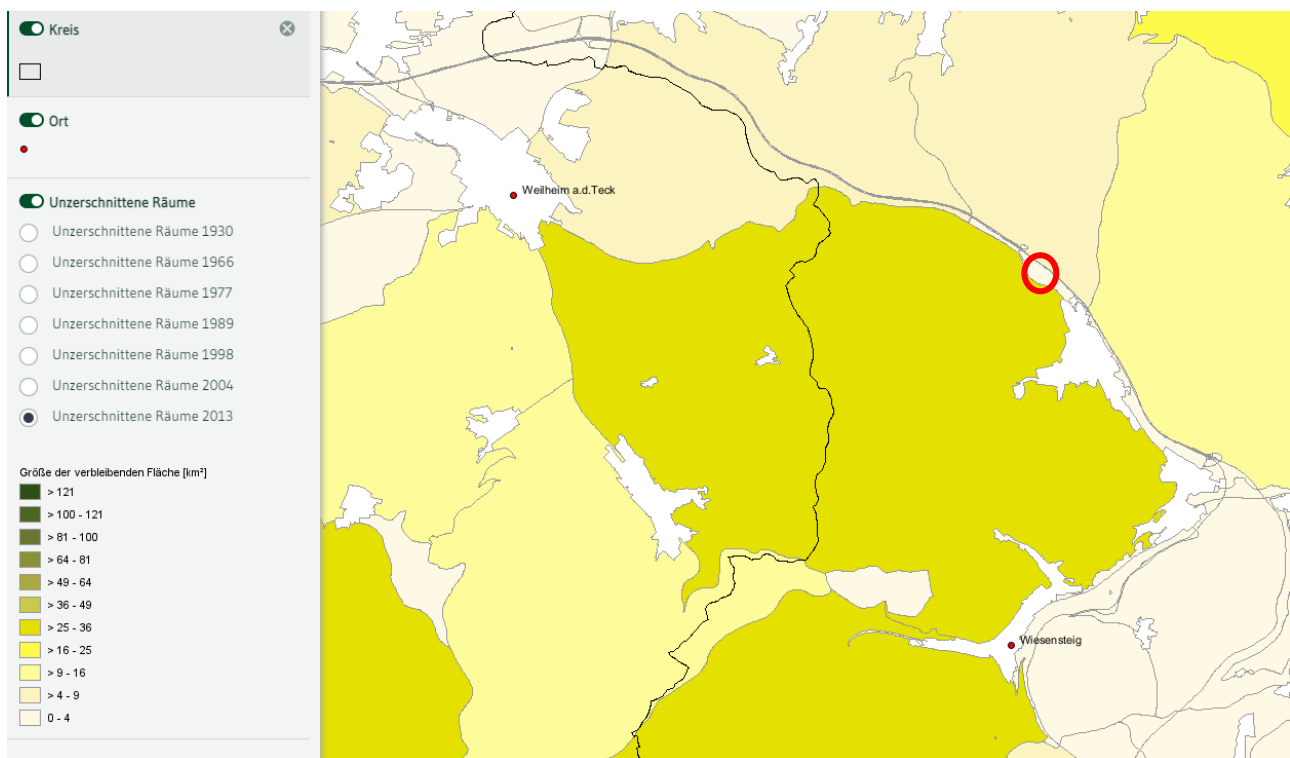 Kreis
Ort
Unzerschnittene Räume
Unzerschnittene Räume 1930
Unzerschnittene Räume 1966
Unzerschnittene Räume 1977
Unzerschnittene Räume 1989
Unzerschnittene Räume 1998
Unzerschnittene Räume 2004
Unzerschnittene Räume 2013
Größe der verbleibenden Fläche [km²]
> 121
> 100 - 121
> 81 - 100
> 64 - 81
> 49 - 64
> 36 - 49
> 25 - 36
> 16 - 25
> 9 - 16
> 4 - 9
0 - 4
Weilheim a.d.Teck
Wiesensteig